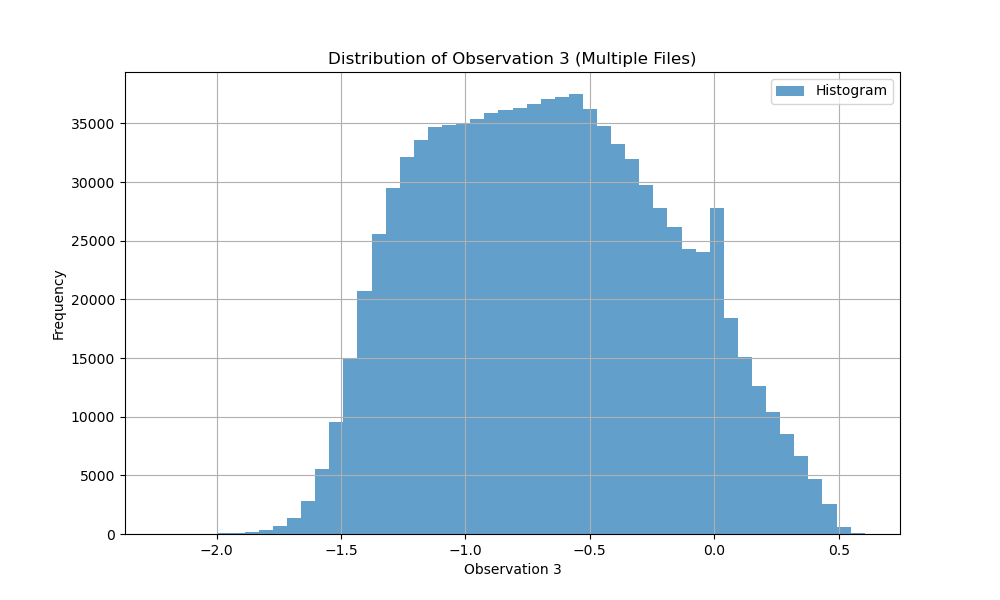 Distribution of Observation 3 (Multiple Files)
Histogram
35000
30000
25000
20000
15000
10000
5000
0
Frequency
−2.0 −1.5 −1.0 −0.5 0.0 0.5
Observation 3